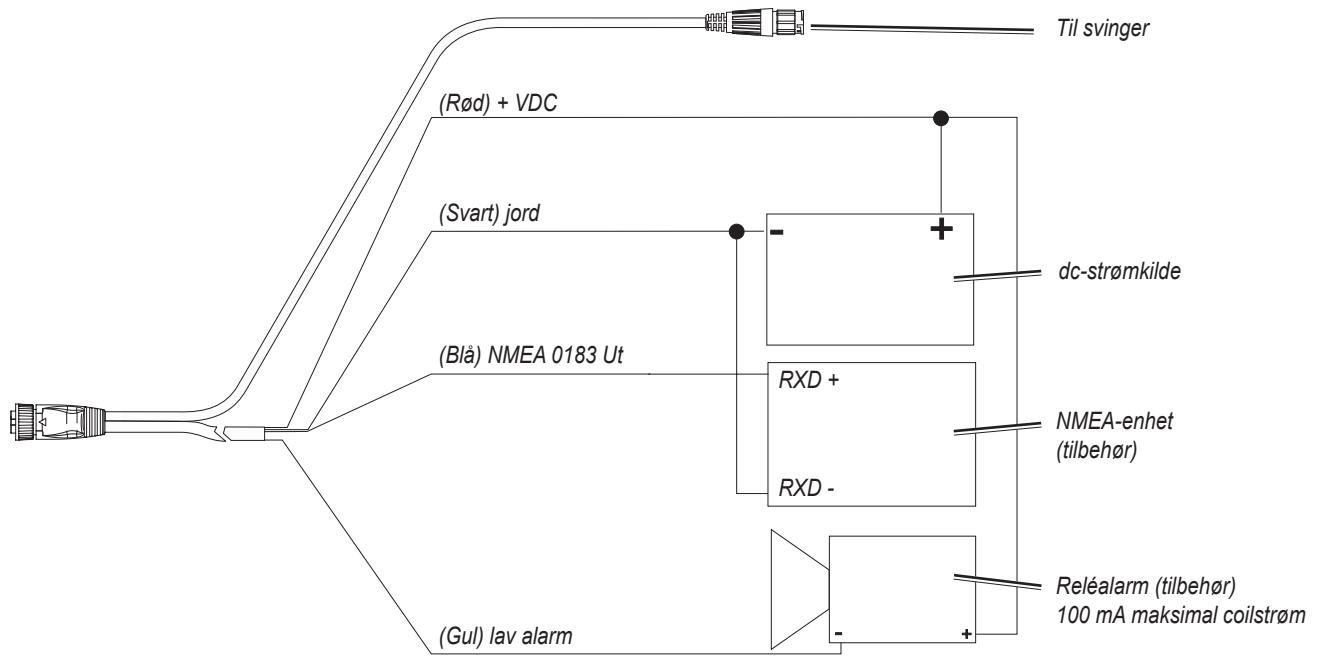 Til svinger
(Rød) + VDC
(Svart) jord
- +
dc-strømkilde
(Blå) NMEA 0183 Ut
RXD +
NMEA-enhet
(tilbehør)
RXD -
Reléalarm (tilbehør)
100 mA maksimal coilstrøm
(Gul) lav alarm
- +